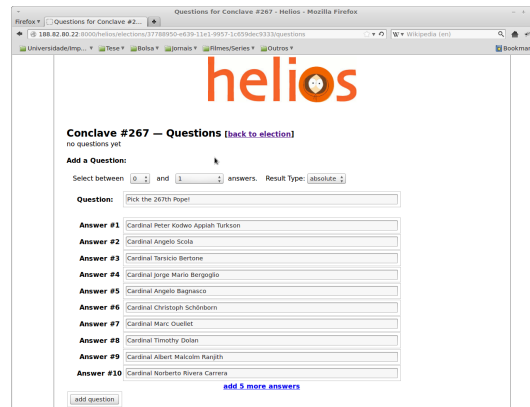 Questions for Conclave #267 - Helios - Mozilla Firefox
Firefox
Questions for Conclave #2...
188.82.80.22:8000/helios/elections/37788950-e639-11e1-9957-1c659dec9333/questions
Wikipedia (en)
Universidade/Imp... Tese Bolsa Jornais Filmes/Series Outros
Bookmar
helios
Conclave #267 — Questions [back to election]
no questions yet
Add a Question:
Select between 0 and 1 answers. Result Type: absolute
Question: Pick the 267th Pope!
Answer #1 Cardinal Peter Kodwo Appiah Turkson
Answer #2 Cardinal Angelo Scola
Answer #3 Cardinal Tarsicio Bertone
Answer #4 Cardinal Jorge Mario Bergoglio
Answer #5 Cardinal Angelo Bagnasco
Answer #6 Cardinal Christoph Schönborn
Answer #7 Cardinal Marc Ouellet
Answer #8 Cardinal Timothy Dolan
Answer #9 Cardinal Albert Malcolm Ranjith
Answer #10 Cardinal Norberto Rivera Carrera
add 5 more answers
add question